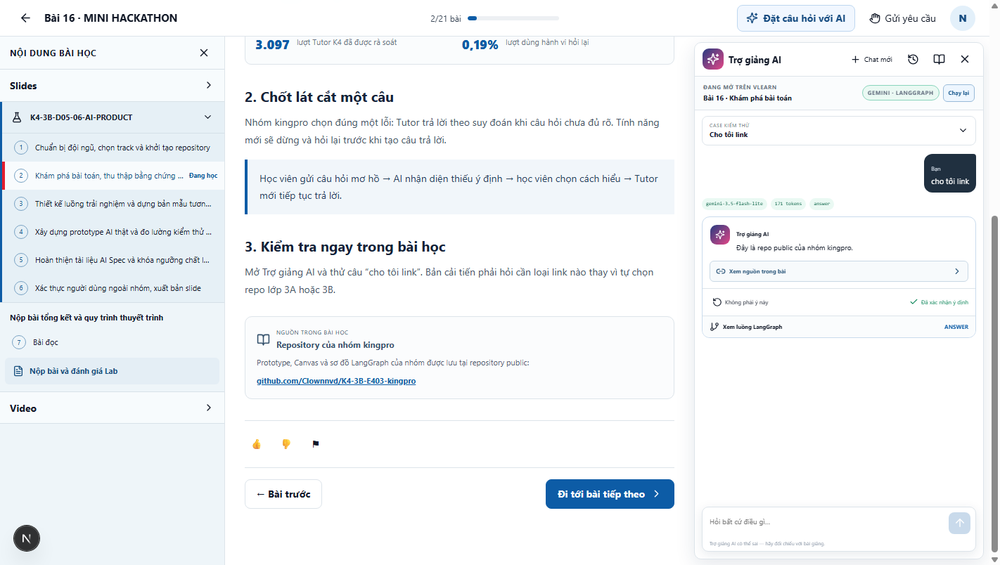 Bài 16 · MINI HACKATHON
2/21 bài
Đặt câu hỏi với AI
Gửi yêu cầu
N
NỘI DUNG BÀI HỌC
Slides
K4-3B-D05-06-AI-PRODUCT
1 Chuẩn bị đội ngũ, chọn track và khởi tạo repository
2 Khám phá bài toán, thu thập bằng chứng ... Đang học
3 Thiết kế luồng trải nghiệm và dựng bản mẫu tươn...
4 Xây dựng prototype AI thật và đo lường kiểm thử ...
5 Hoàn thiện tài liệu AI Spec và khóa ngưỡng chất l...
6 Xác thực người dùng ngoài nhóm, xuất bản slide
Nộp bài tổng kết và quy trình thuyết trình
7 Bài đọc
Nộp bài và đánh giá Lab
Video
N
3.097 lượt Tutor K4 đã được rà soát
0,19% lượt dùng hành vi hỏi lại
2. Chốt lát cắt một câu
Nhóm kingpro chọn đúng một lỗi: Tutor trả lời theo suy đoán khi câu hỏi chưa đủ rõ. Tính năng
mới sẽ dừng và hỏi lại trước khi tạo câu trả lời.
Học viên gửi câu hỏi mơ hồ → AI nhận diện thiếu ý định → học viên chọn cách hiểu → Tutor
mới tiếp tục trả lời.
3. Kiểm tra ngay trong bài học
Mở Trợ giảng AI và thử câu “cho tôi link”. Bản cải tiến phải hỏi cần loại link nào thay vì tự chọn
repo lớp 3A hoặc 3B.
NGUỒN TRONG BÀI HỌC
Repository của nhóm kingpro
Prototype, Canvas và sơ đồ LangGraph của nhóm được lưu tại repository public:
github.com/Clownnvd/K4-3B-E403-kingpro
← Bài trước
Đi tới bài tiếp theo
Trợ giảng AI
Chat mới
ĐANG MỞ TRÊN VLEARN
Bài 16 · Khám phá bài toán
GEMINI · LANGGRAPH
Chạy lại
CASE KIỂM THỬ
Cho tôi link
Bạn
cho tôi link
gemini-3.5-flash-lite
171 tokens
answer
Trợ giảng AI
Đây là repo public của nhóm kingpro.
Xem nguồn trong bài
Không phải ý này
Đã xác nhận ý định
Xem luồng LangGraph
ANSWER
Hỏi bất cứ điều gì...
Trợ giảng AI có thể sai — hãy đối chiếu với bài giảng.